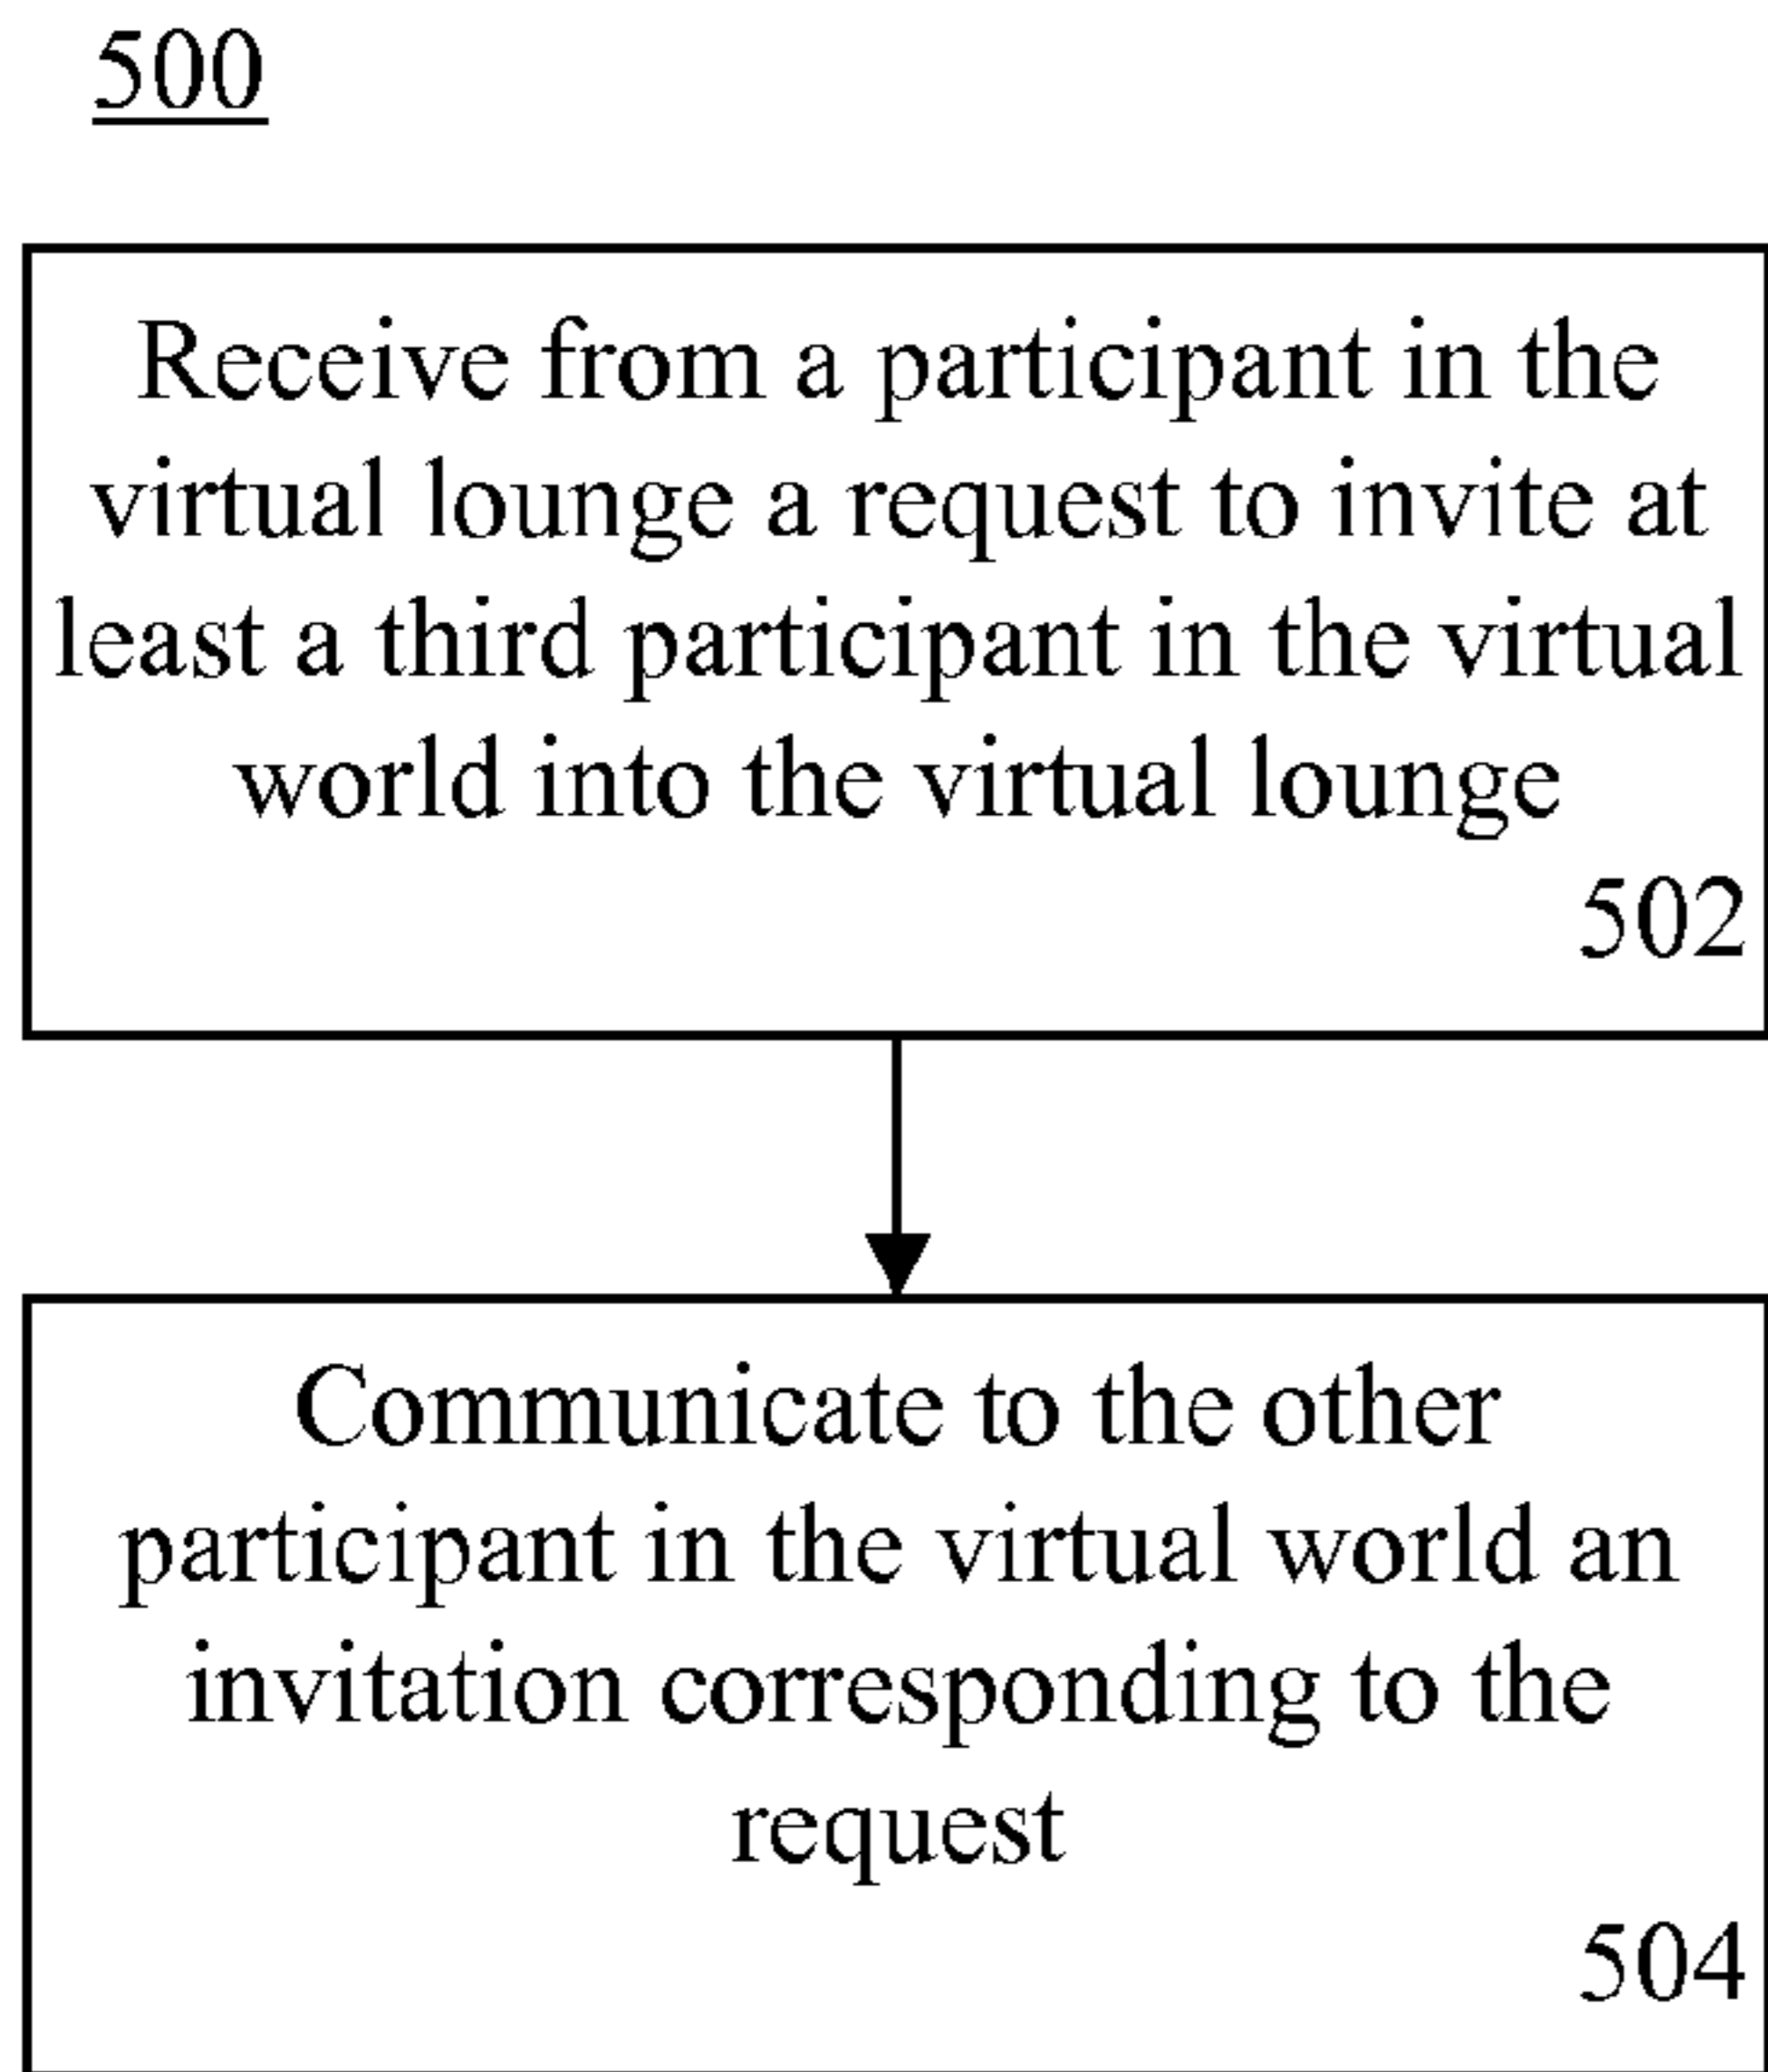 500
Receive from a participant in the
virtual lounge a request to invite at
least a third participant in the virtual
world into the virtual lounge
502
Communicate to the other
participant in the virtual world an
invitation corresponding to the
request
504